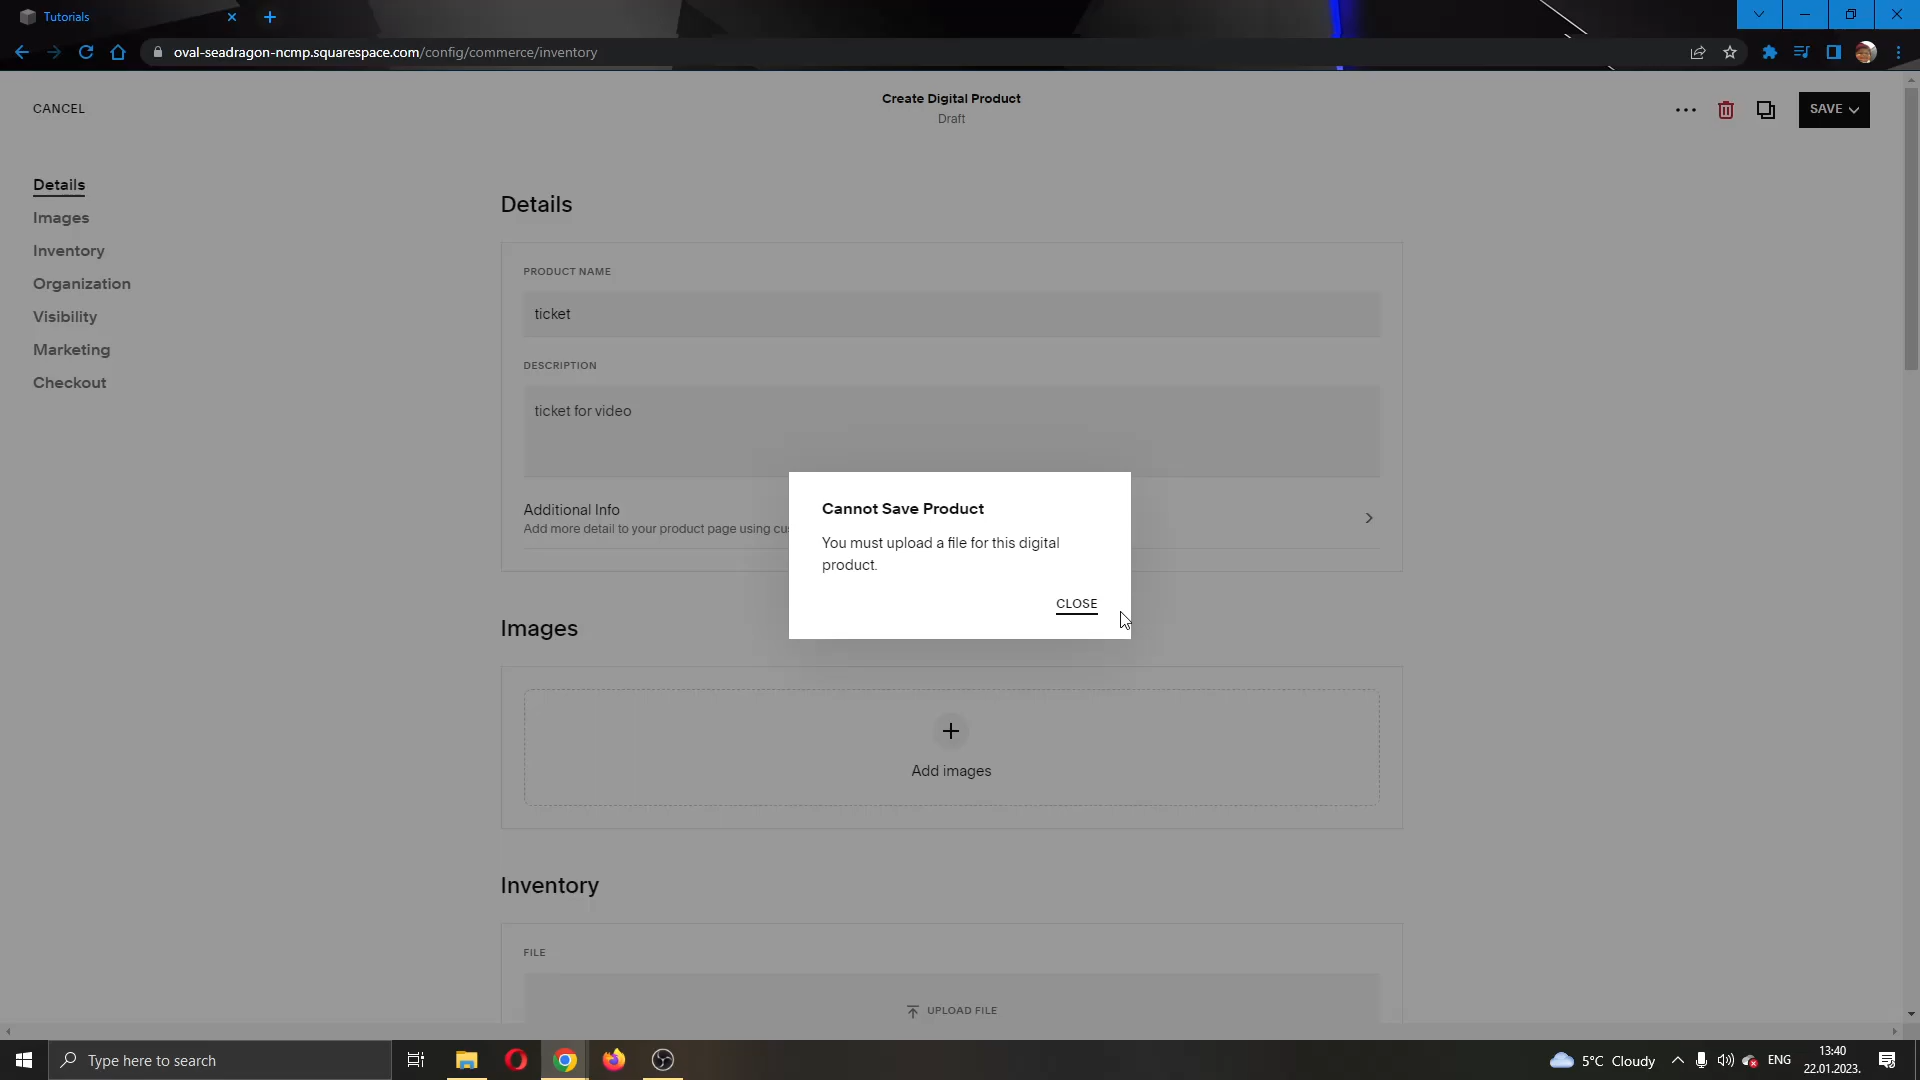 Tutorials
oval-seadragon-ncmp.squarespace.com/config/commerce/inventory
CANCEL
Create Digital Product
Draft
SAVE
Details
Images
Inventory
Organization
Visibility
Marketing
Checkout
Details
PRODUCT NAME
ticket
DESCRIPTION
ticket for video
Additional Info
Add more detail to your product page using cu
Cannot Save Product
You must upload a file for this digital
product.
CLOSE
Images
Add images
Inventory
FILE
UPLOAD FILE
Type here to search
5°C Cloudy
ENG
13:40
22.01.2023.